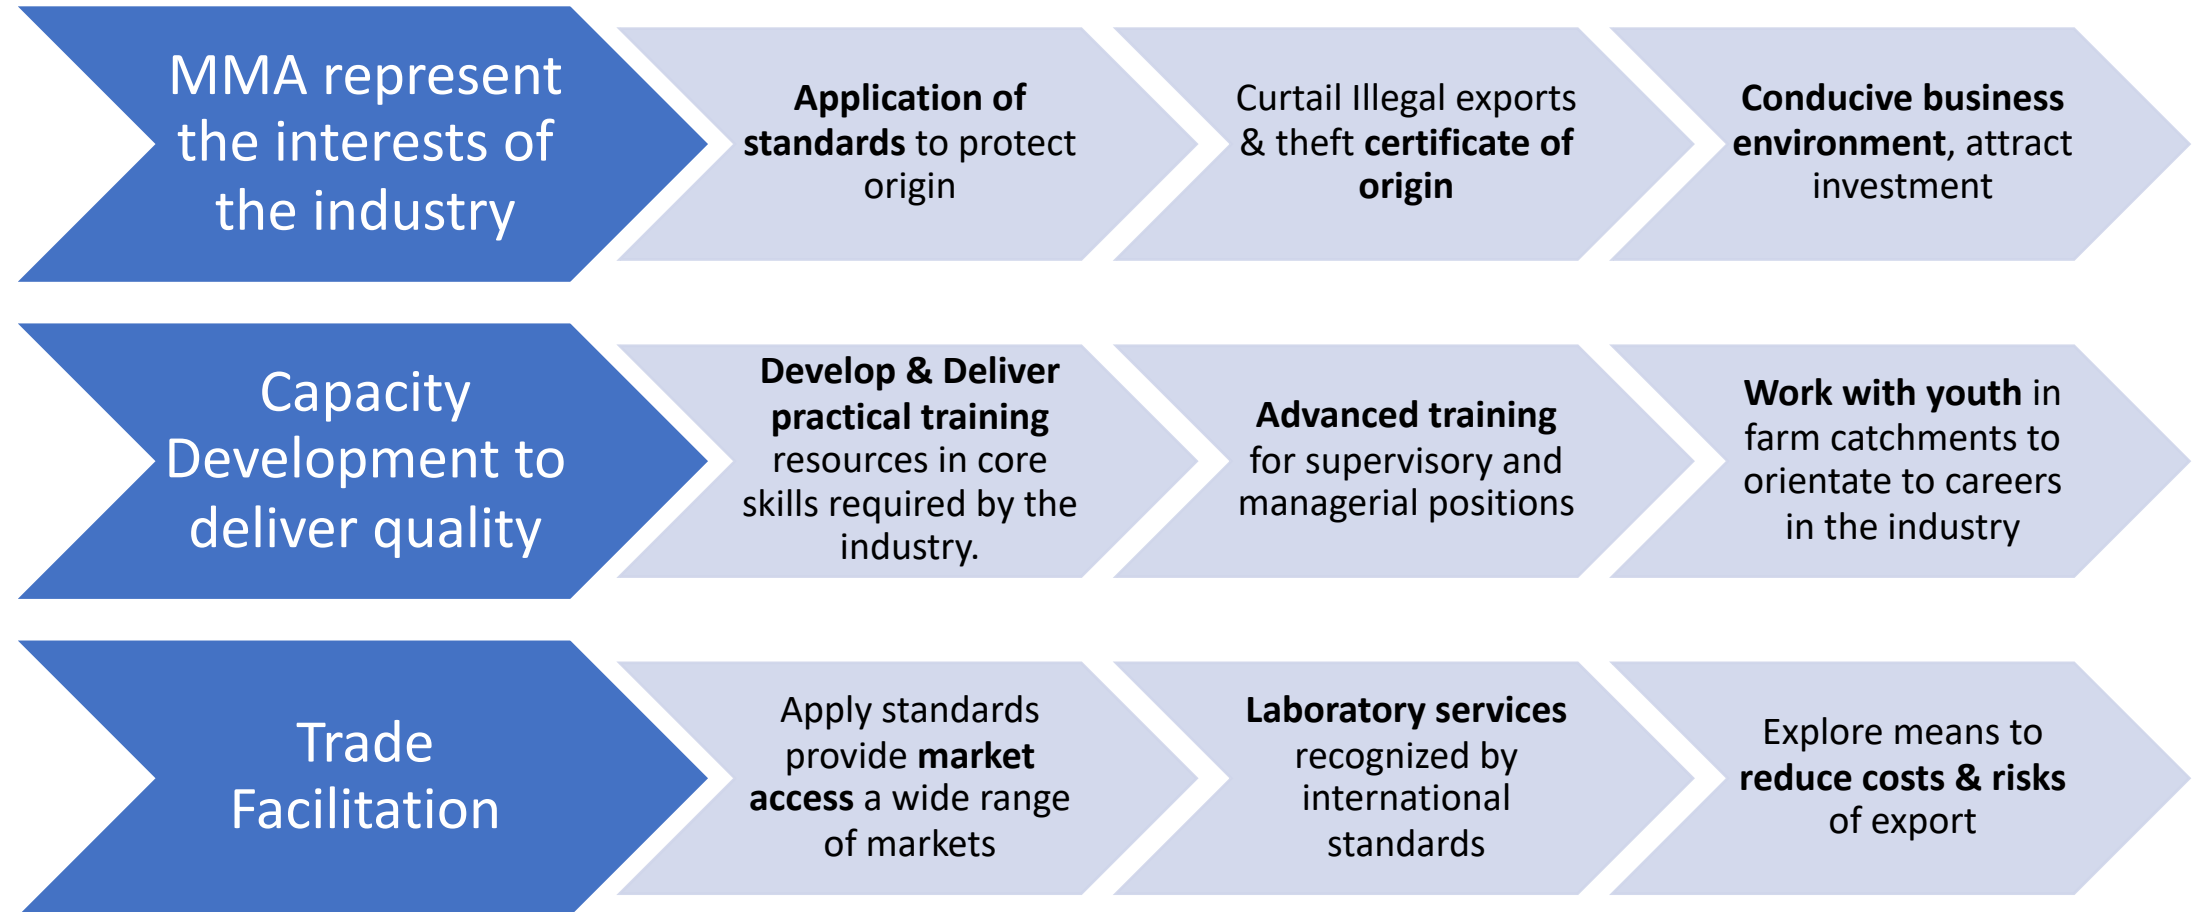 MMA represent
the interests of
the industry
Application of
standards to protect
origin
Curtail Illegal exports
& theft certificate of
origin
Conducive business
environment, attract
investment
Capacity
Development to
deliver quality
Develop & Deliver
practical training
resources in core
skills required by the
industry.
Advanced training
for supervisory and
managerial positions
Work with youth in
farm catchments to
orientate to careers
in the industry
Trade
Facilitation
Apply standards
provide market
access a wide range
of markets
Laboratory services
recognized by
international
standards
Explore means to
reduce costs & risks
of export